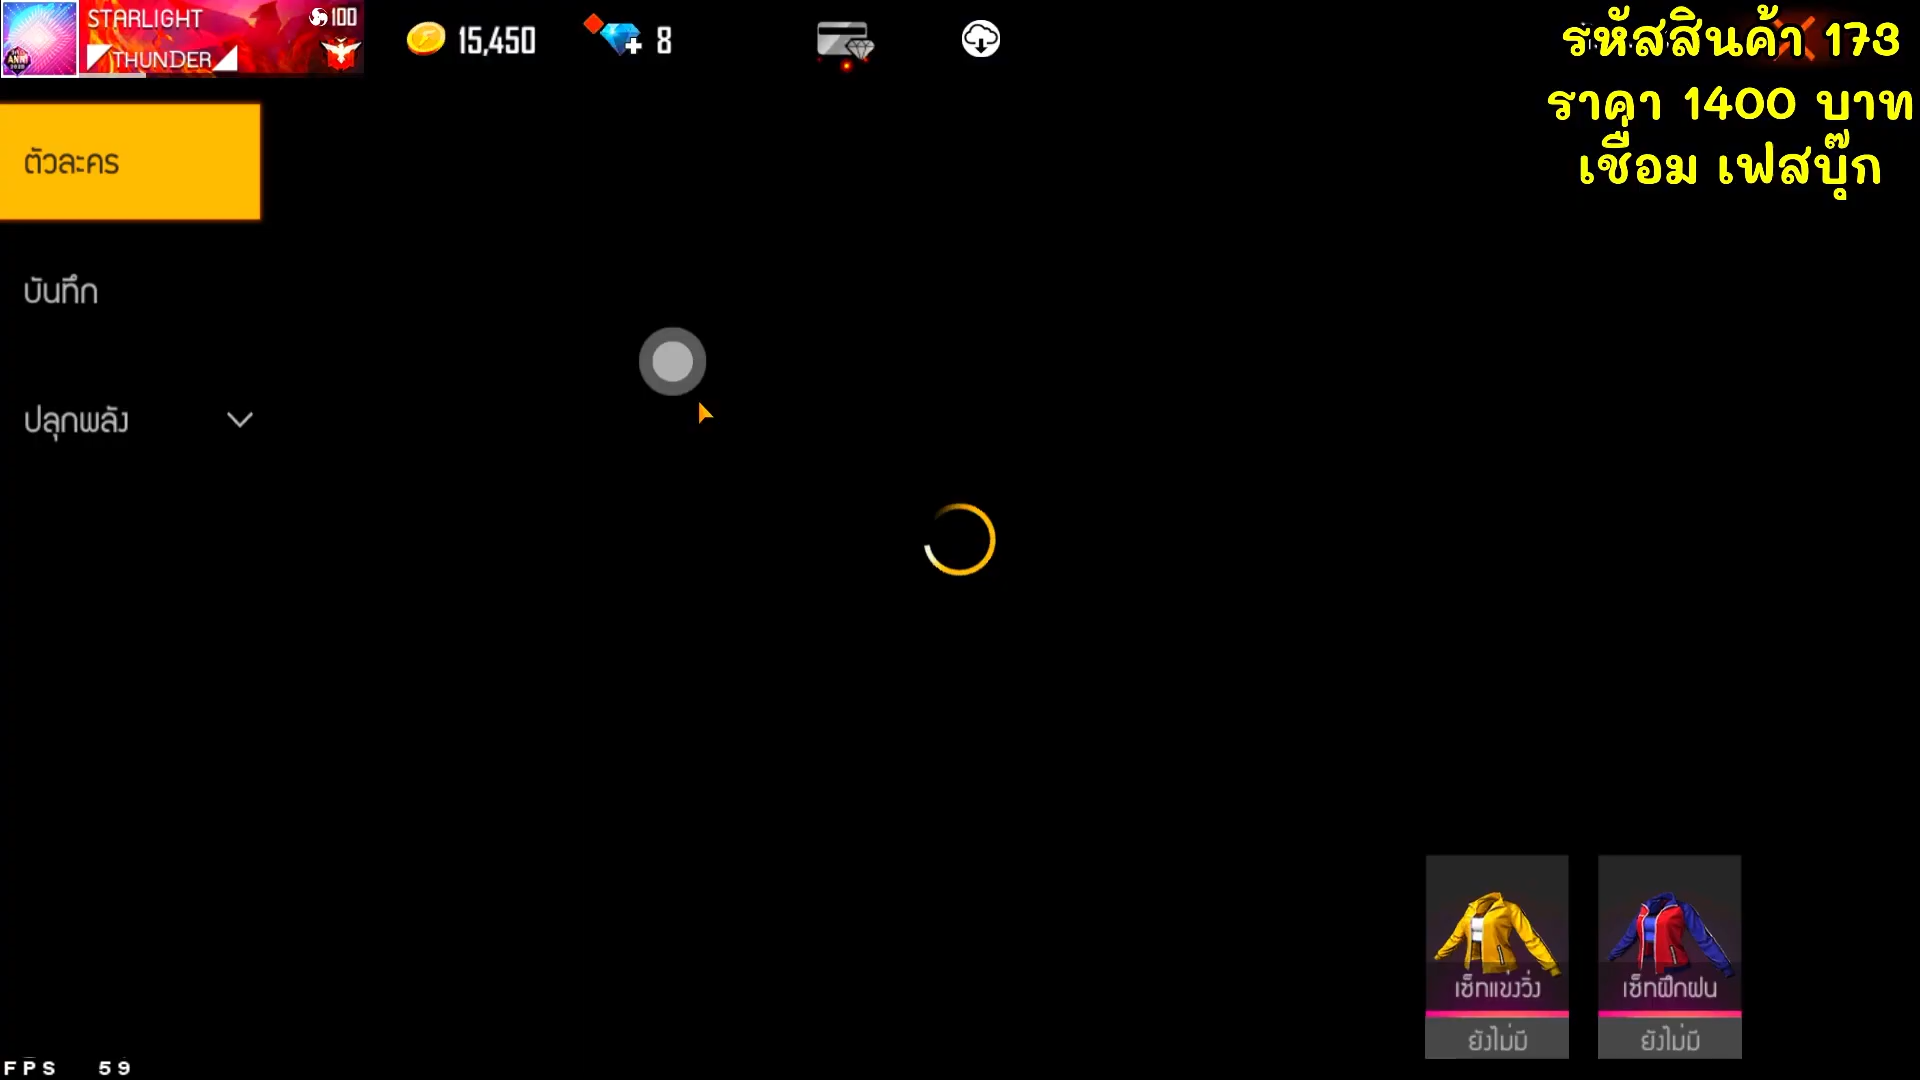 STARLIGHT
THUNDER
100
15,450
8
รหัสสินค้า 173
ราคา 1400 บาท
เชื่อม เฟสบุ๊ก
ตัวละคร
บันทึก
ปลุกพลัง
เซ็ทแข่งวิ่ง
ยังไม่มี
เซ็ทฝึกฝน
ยังไม่มี
FPS 59